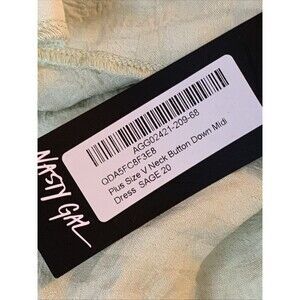 NASTY GAL
AGG02421-209-68
QDA5FC8F3E8
Plus Size V Neck Button Down Midi
Dress SAGE 20